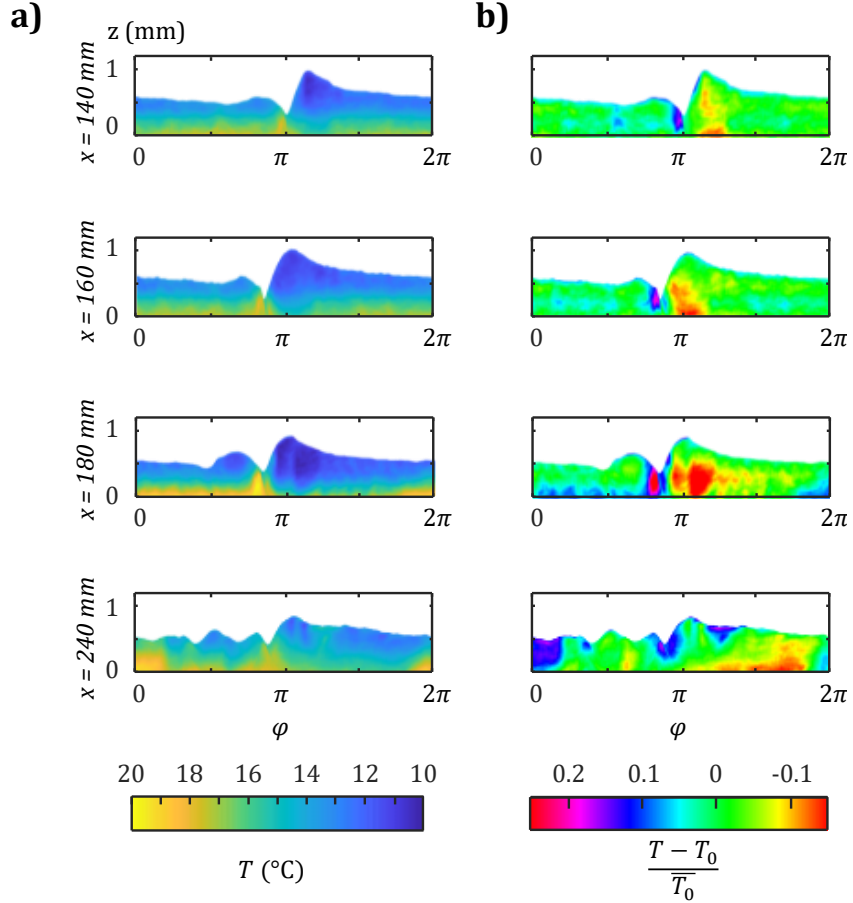 a)
b)
z (mm)
x = 140 mm
1
0
0
π
2π
0
π
2π
x = 160 mm
1
0
0
π
2π
0
π
2π
x = 180 mm
1
0
0
π
2π
0
π
2π
x = 240 mm
1
0
0
π
2π
0
π
2π
φ
φ
20 18 16 14 12 10
0.2 0.1 0 -0.1
T (°C)
T − T₀
T̅₀